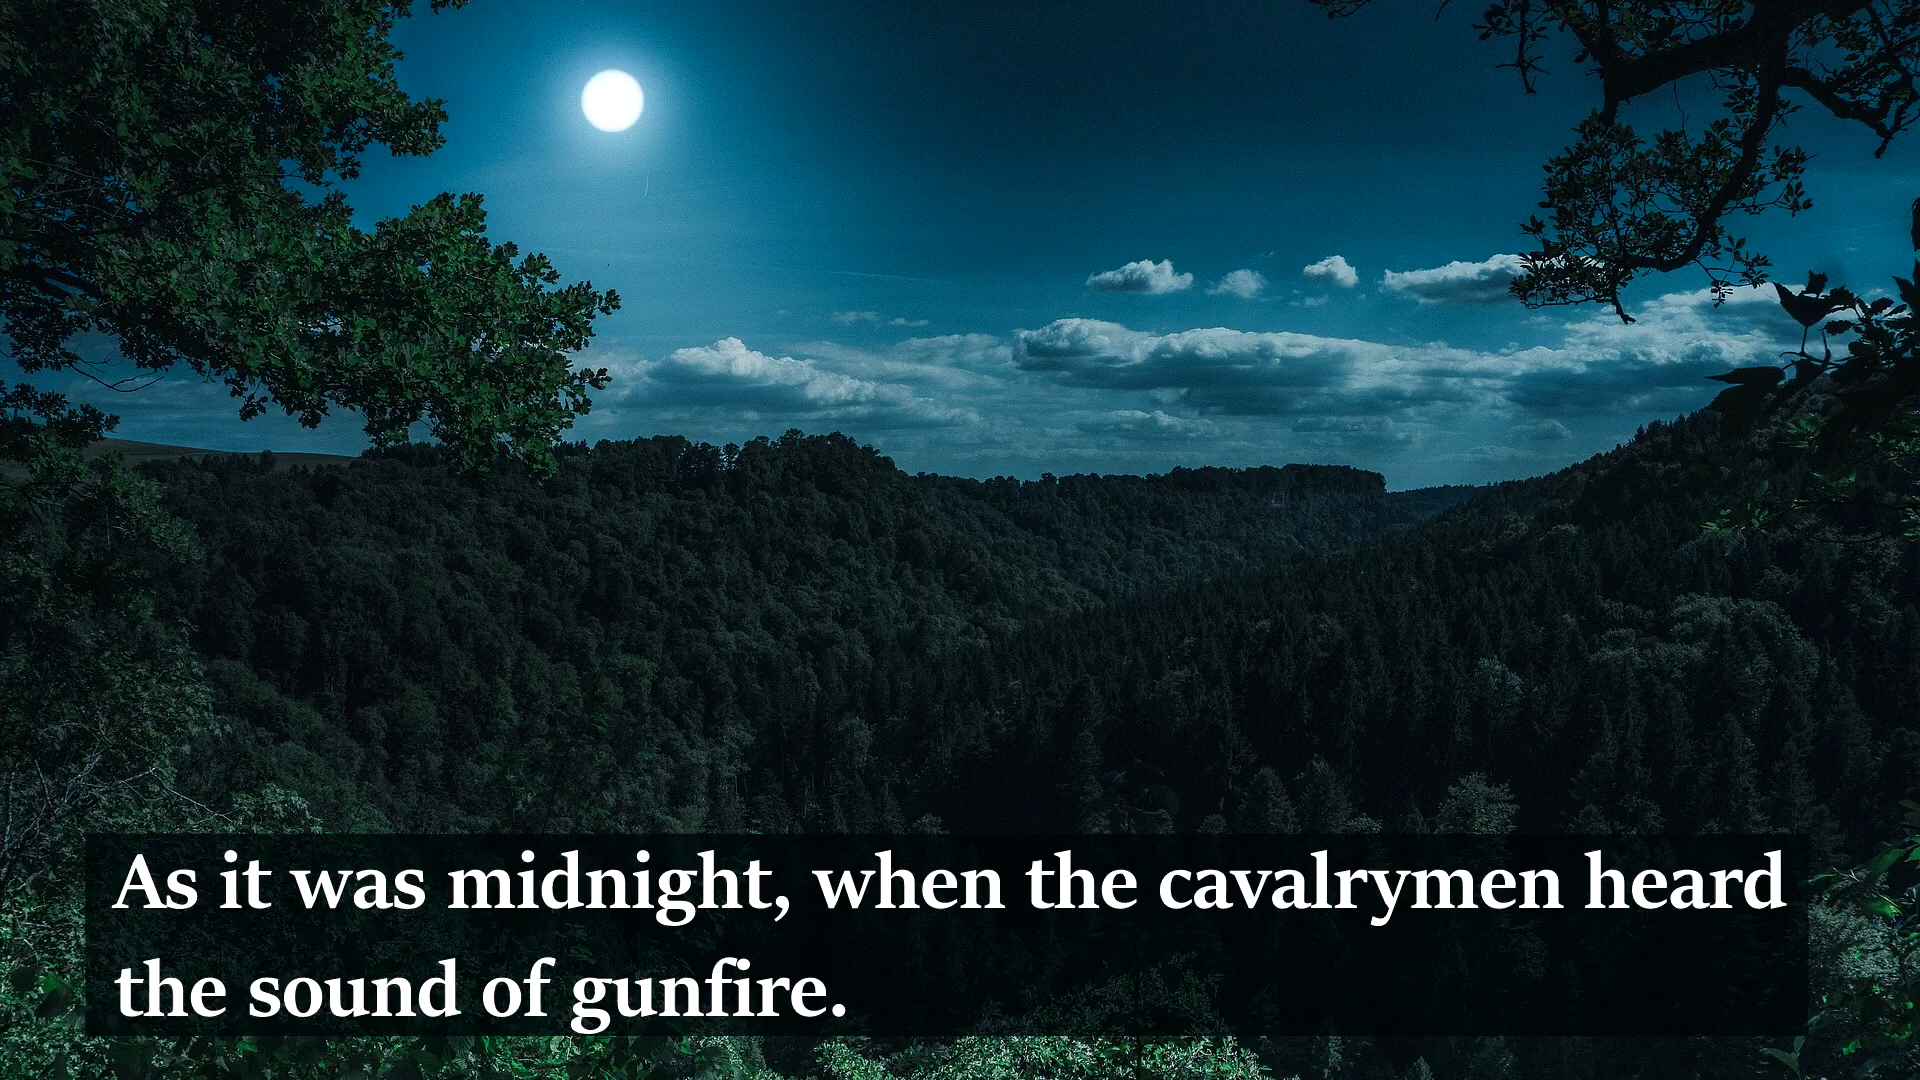 As it was midnight, when the cavalrymen heard
the sound of gunfire.